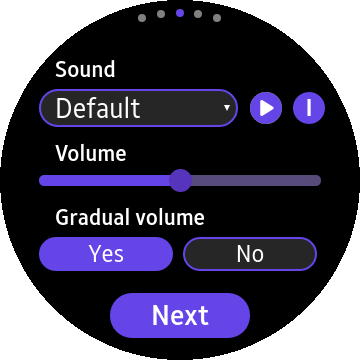 Sound
Default
Volume
Gradual volume
Yes No
Next